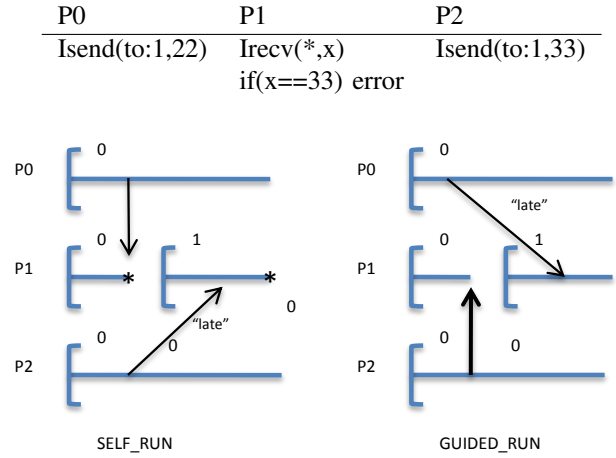 P0 P1 P2
Isend(to:1,22) Irecv(*,x) Isend(to:1,33)
if(x==33) error
0 0
P0 P0
"late"
0 1 0 1
P1 * * P1
0
"late"
0 0 0 0
P2 P2
SELF_RUN GUIDED_RUN